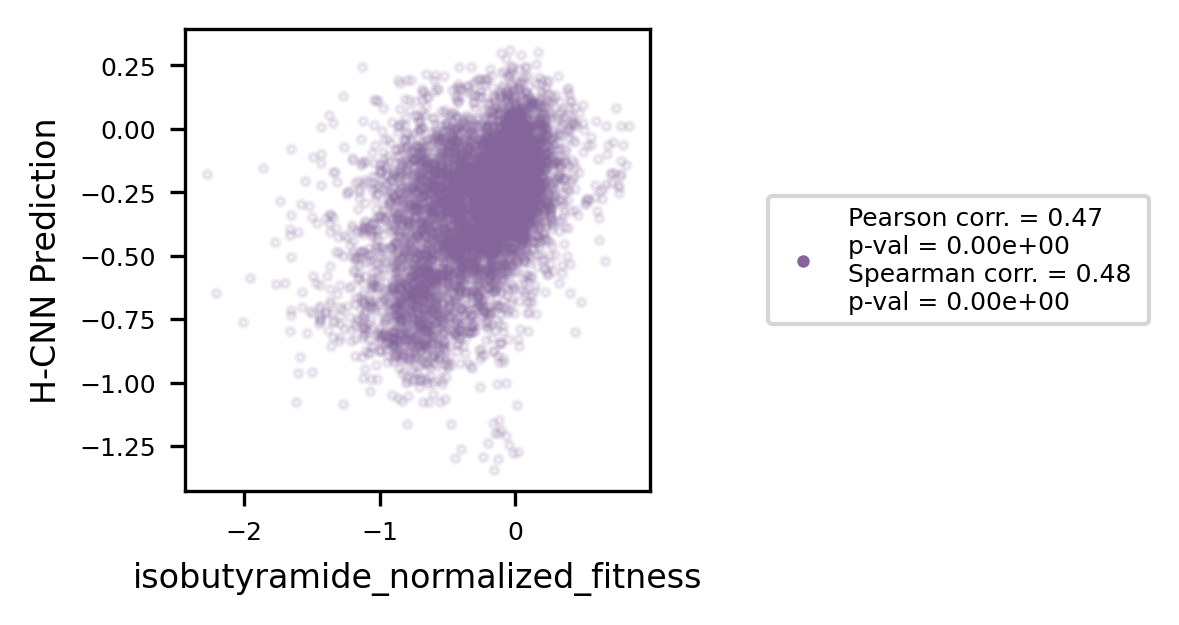 0.25
0.00
−0.25
−0.50
−0.75
−1.00
−1.25
H-CNN Prediction
−2
−1
0
isobutyramide_normalized_fitness
Pearson corr. = 0.47
p-val = 0.00e+00
Spearman corr. = 0.48
p-val = 0.00e+00